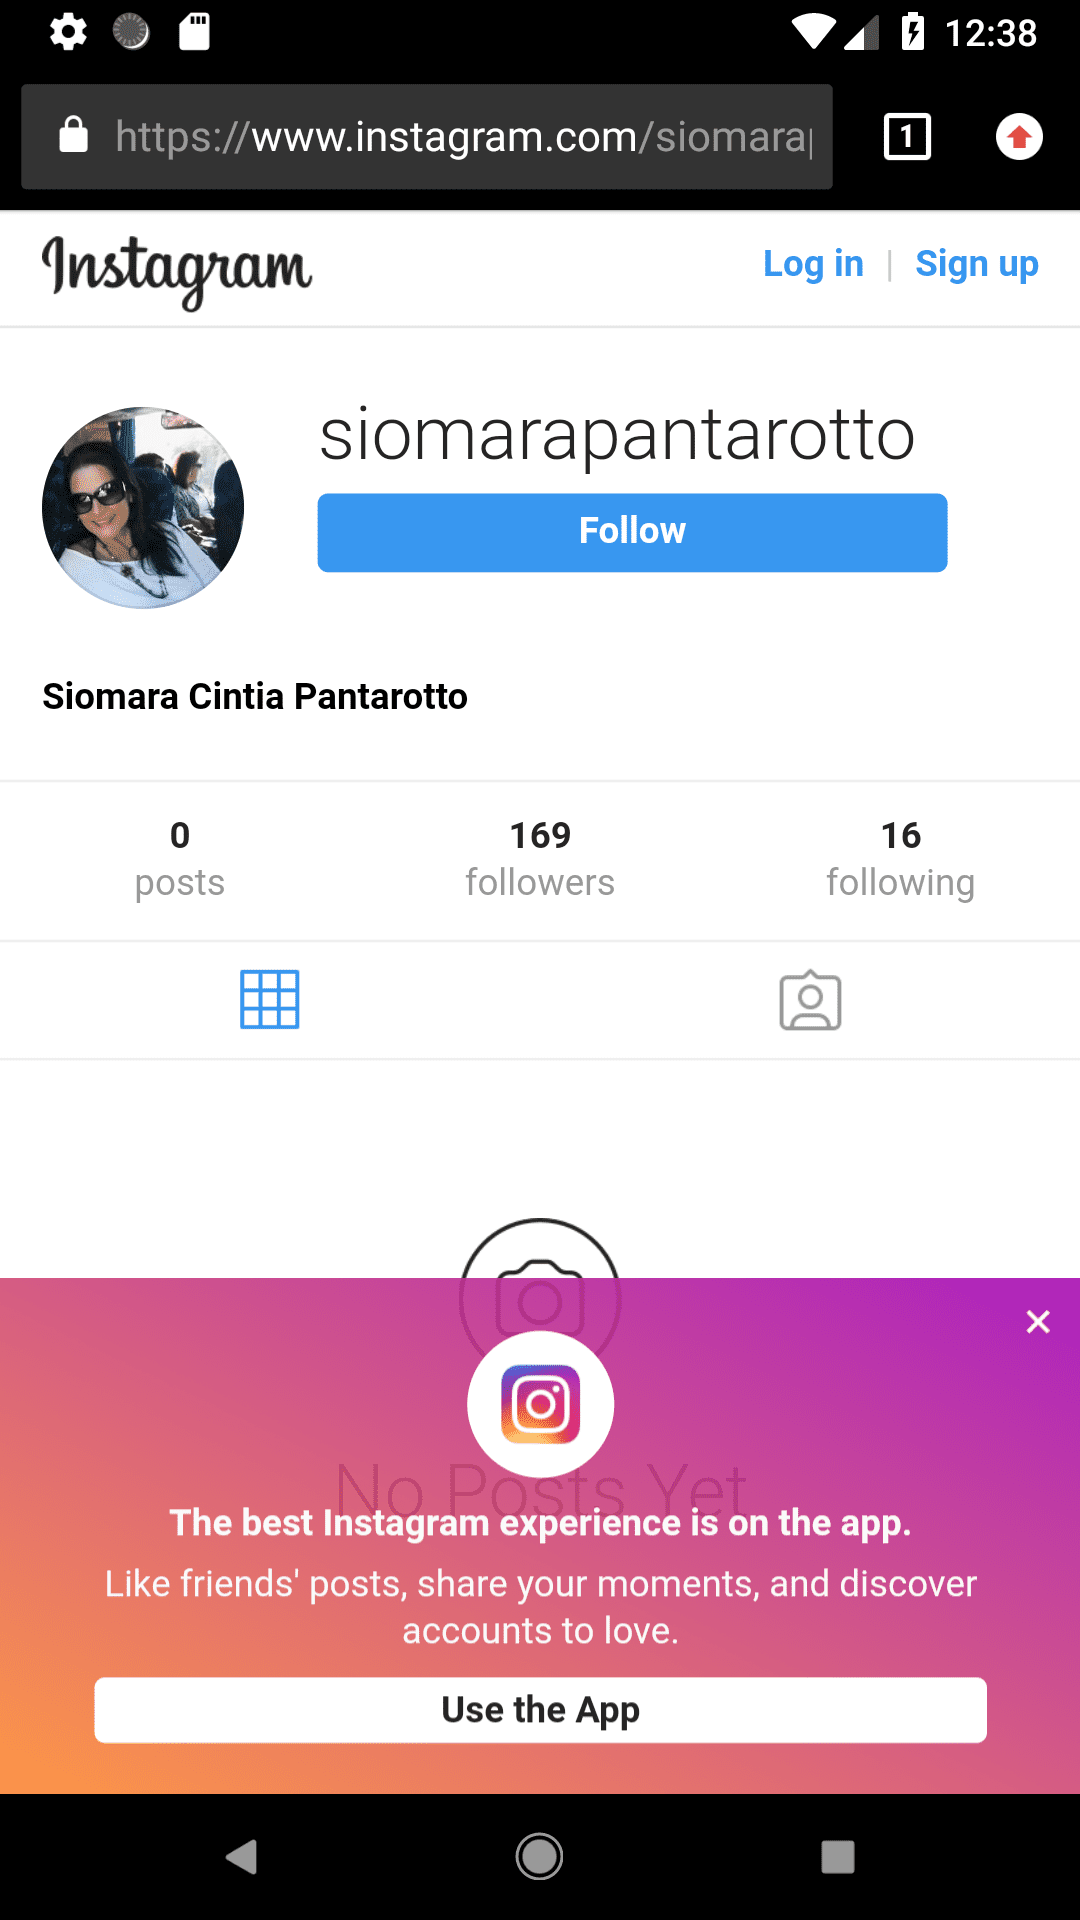 12:38
https://www.instagram.com/siomara
1
Instagram
Log in | Sign up
siomarapantarotto
Follow
Siomara Cintia Pantarotto
0 169 16
posts followers following
No Posts Yet
The best Instagram experience is on the app.
Like friends' posts, share your moments, and discover
accounts to love.
Use the App